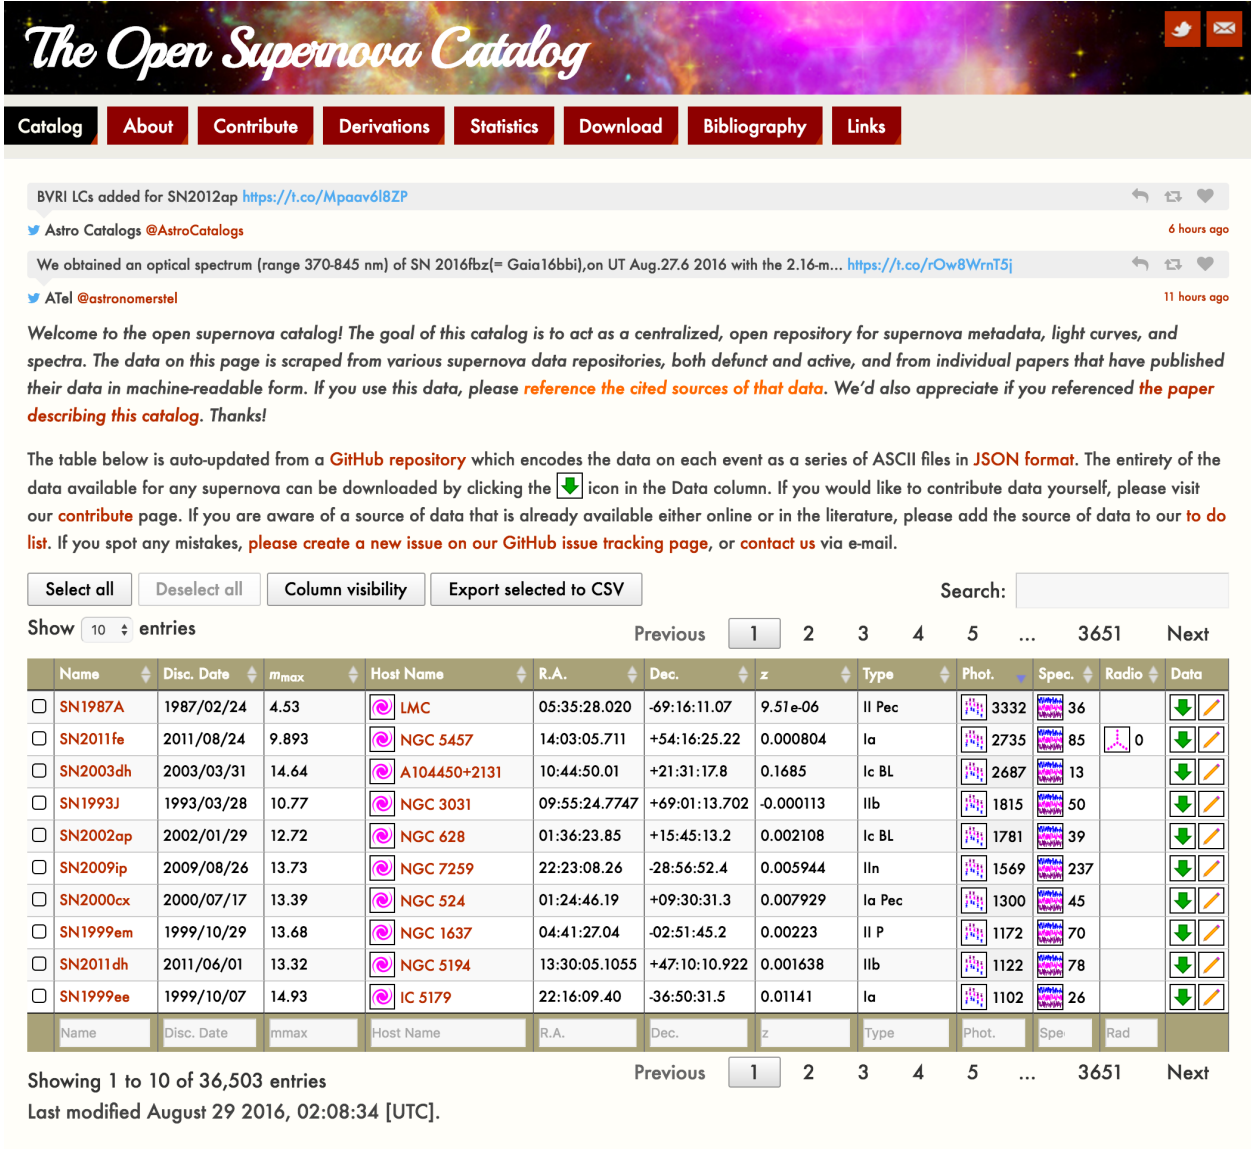 The Open Supernova Catalog
Catalog About Contribute Derivations Statistics Download Bibliography Links
BVRI LCs added for SN2012ap https://t.co/Mpaav6l8ZP
Astro Catalogs @AstroCatalogs 6 hours ago
We obtained an optical spectrum (range 370-845 nm) of SN 2016fbz(= Gaia16bbi),on UT Aug.27.6 2016 with the 2.16-m... https://t.co/rOw8WrnT5j
ATel @astronomerstel 11 hours ago
Welcome to the open supernova catalog! The goal of this catalog is to act as a centralized, open repository for supernova metadata, light curves, and
spectra. The data on this page is scraped from various supernova data repositories, both defunct and active, and from individual papers that have published
their data in machine-readable form. If you use this data, please reference the cited sources of that data. We'd also appreciate if you referenced the paper
describing this catalog. Thanks!
The table below is auto-updated from a GitHub repository which encodes the data on each event as a series of ASCII files in JSON format. The entirety of the
data available for any supernova can be downloaded by clicking the icon in the Data column. If you would like to contribute data yourself, please visit
our contribute page. If you are aware of a source of data that is already available either online or in the literature, please add the source of data to our to do
list. If you spot any mistakes, please create a new issue on our GitHub issue tracking page, or contact us via e-mail.
Select all Deselect all Column visibility Export selected to CSV Search:
Show 10 entries Previous 1 2 3 4 5 ... 3651 Next
Name Disc. Date mmax Host Name R.A. Dec. z Type Phot. Spec. Radio Data
SN1987A 1987/02/24 4.53 LMC 05:35:28.020 -69:16:11.07 9.51e-06 II Pec 3332 36
SN2011fe 2011/08/24 9.893 NGC 5457 14:03:05.711 +54:16:25.22 0.000804 Ia 2735 85 0
SN2003dh 2003/03/31 14.64 A104450+2131 10:44:50.01 +21:31:17.8 0.1685 Ic BL 2687 13
SN1993J 1993/03/28 10.77 NGC 3031 09:55:24.7747 +69:01:13.702 -0.000113 IIb 1815 50
SN2002ap 2002/01/29 12.72 NGC 628 01:36:23.85 +15:45:13.2 0.002108 Ic BL 1781 39
SN2009ip 2009/08/26 13.73 NGC 7259 22:23:08.26 -28:56:52.4 0.005944 IIn 1569 237
SN2000cx 2000/07/17 13.39 NGC 524 01:24:46.19 +09:30:31.3 0.007929 Ia Pec 1300 45
SN1999em 1999/10/29 13.68 NGC 1637 04:41:27.04 -02:51:45.2 0.00223 II P 1172 70
SN2011dh 2011/06/01 13.32 NGC 5194 13:30:05.1055 +47:10:10.922 0.001638 IIb 1122 78
SN1999ee 1999/10/07 14.93 IC 5179 22:16:09.40 -36:50:31.5 0.01141 Ia 1102 26
Name Disc. Date mmax Host Name R.A. Dec. z Type Phot. Spe Rad
Showing 1 to 10 of 36,503 entries Previous 1 2 3 4 5 ... 3651 Next
Last modified August 29 2016, 02:08:34 [UTC].